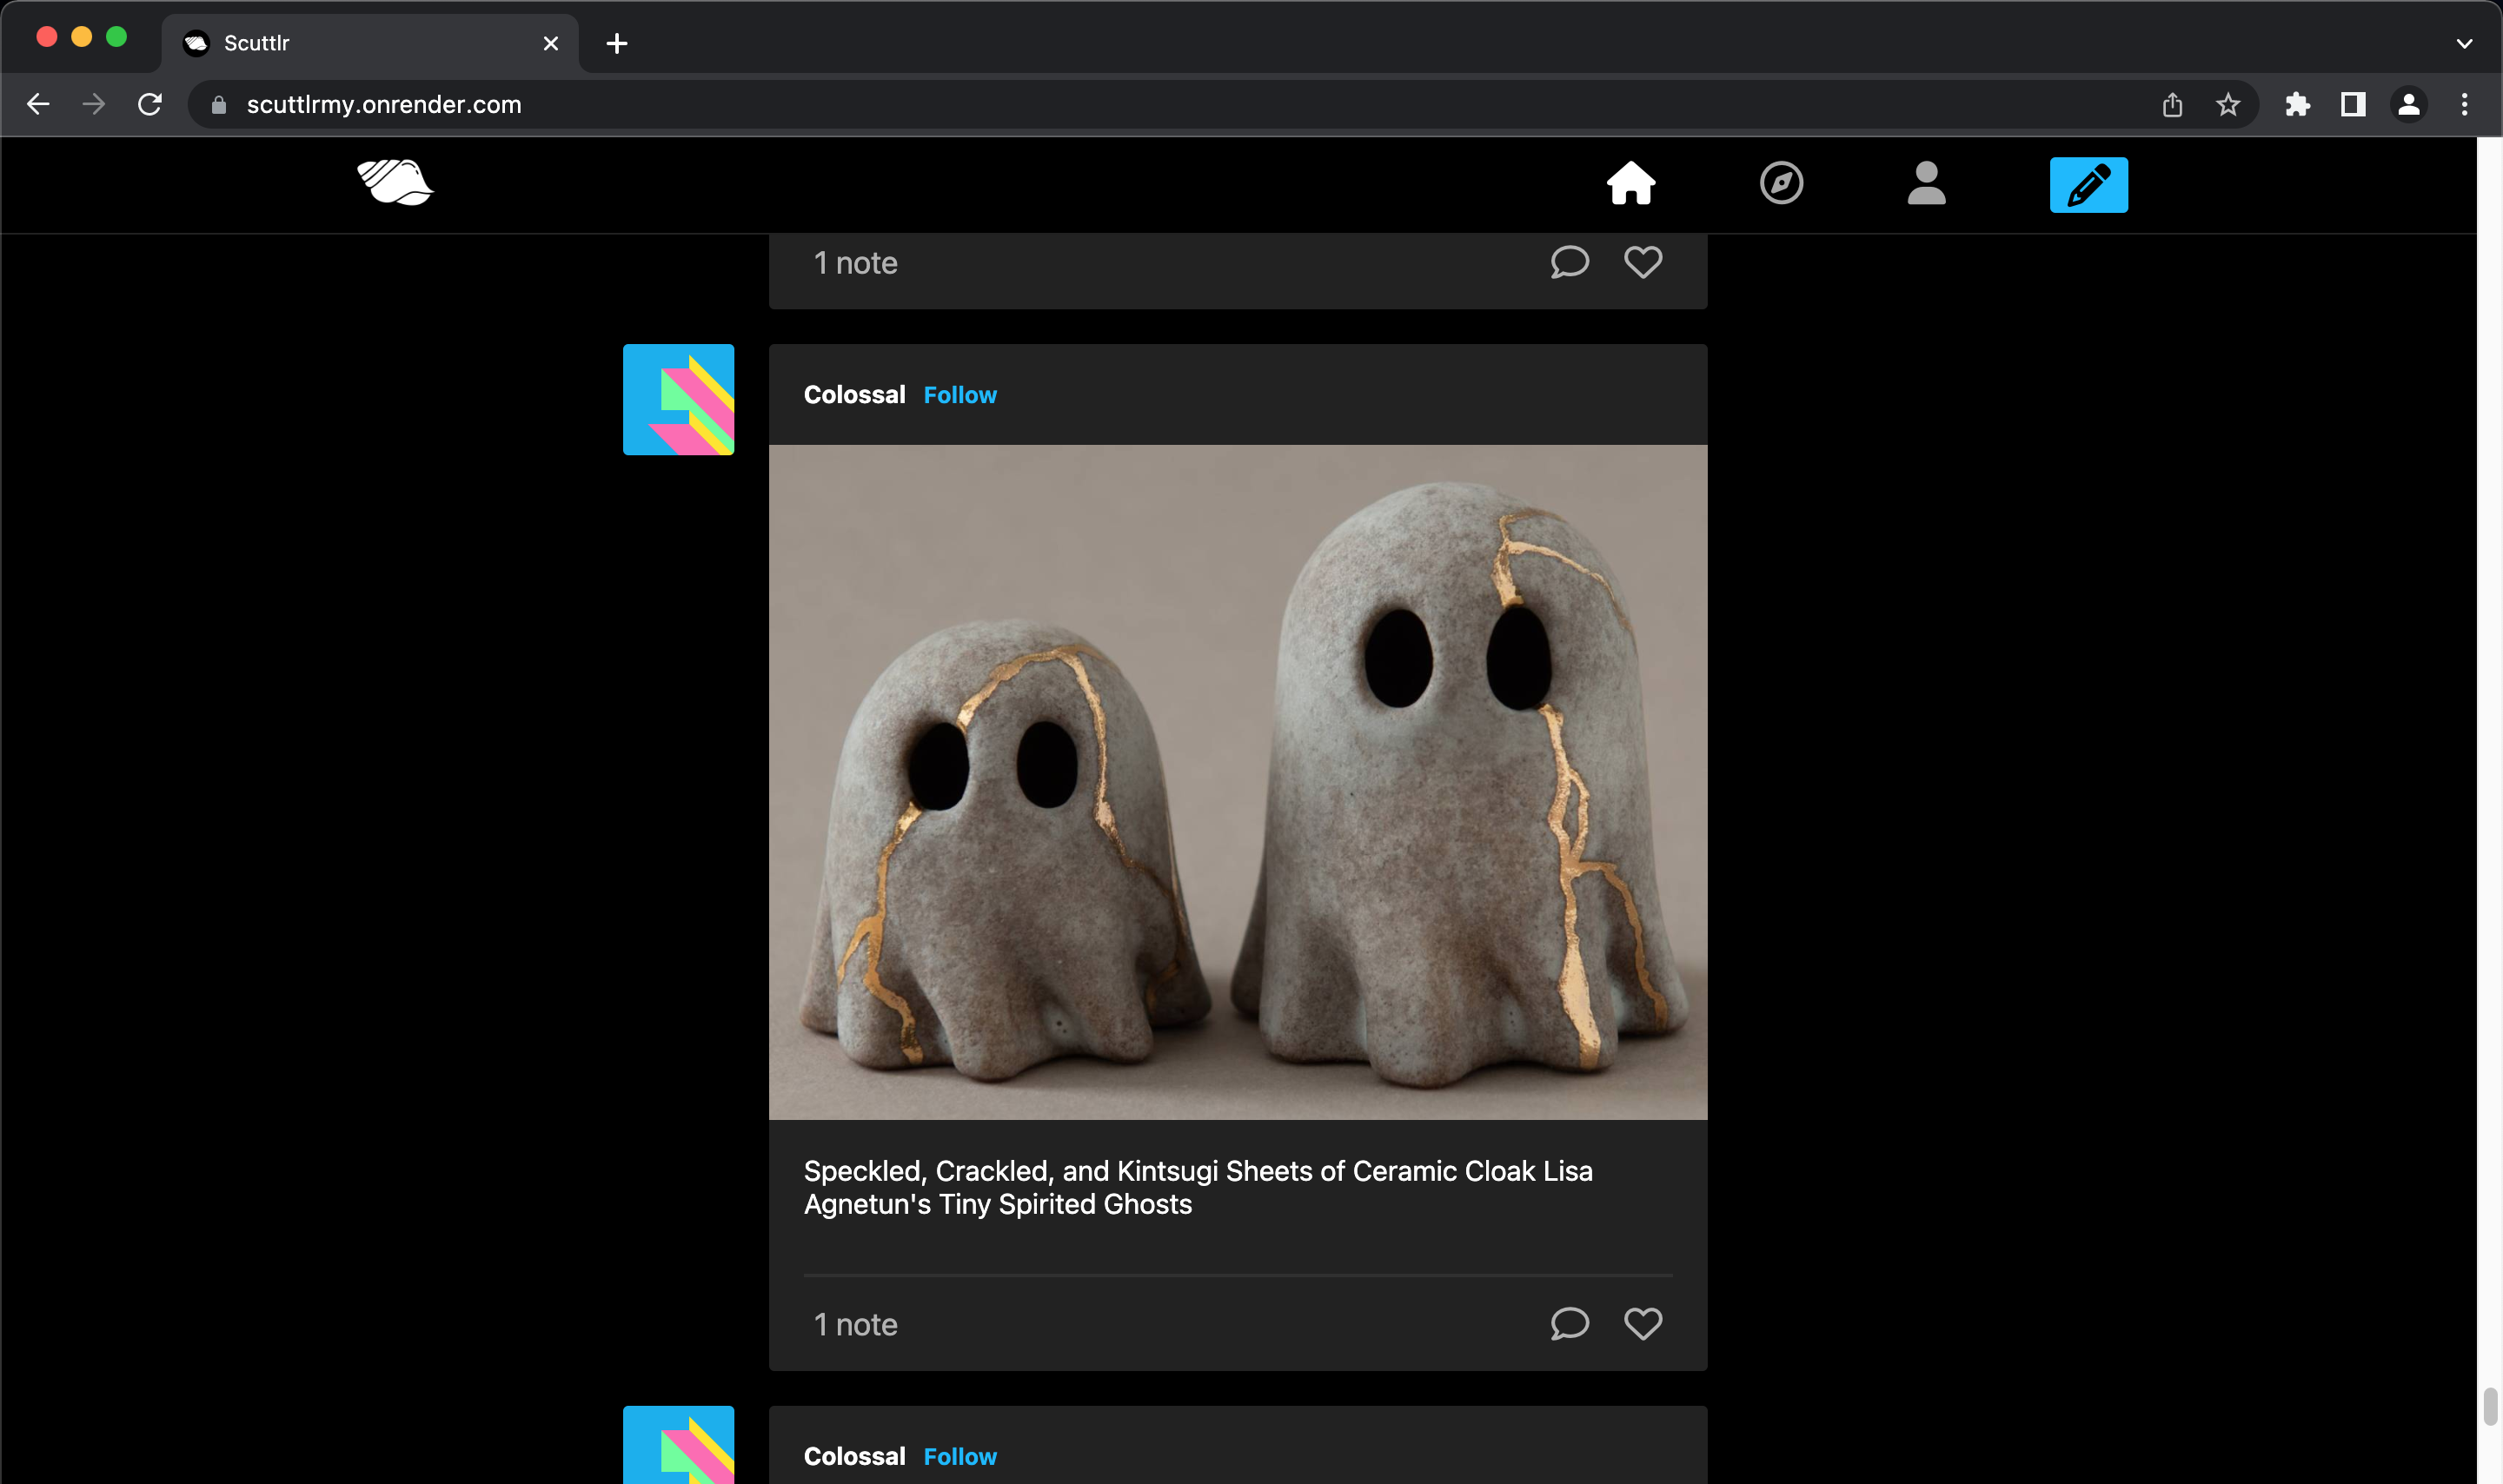 Scuttlr
scuttlrmy.onrender.com
1 note
Colossal Follow
Speckled, Crackled, and Kintsugi Sheets of Ceramic Cloak Lisa
Agnetun's Tiny Spirited Ghosts
1 note
Colossal Follow